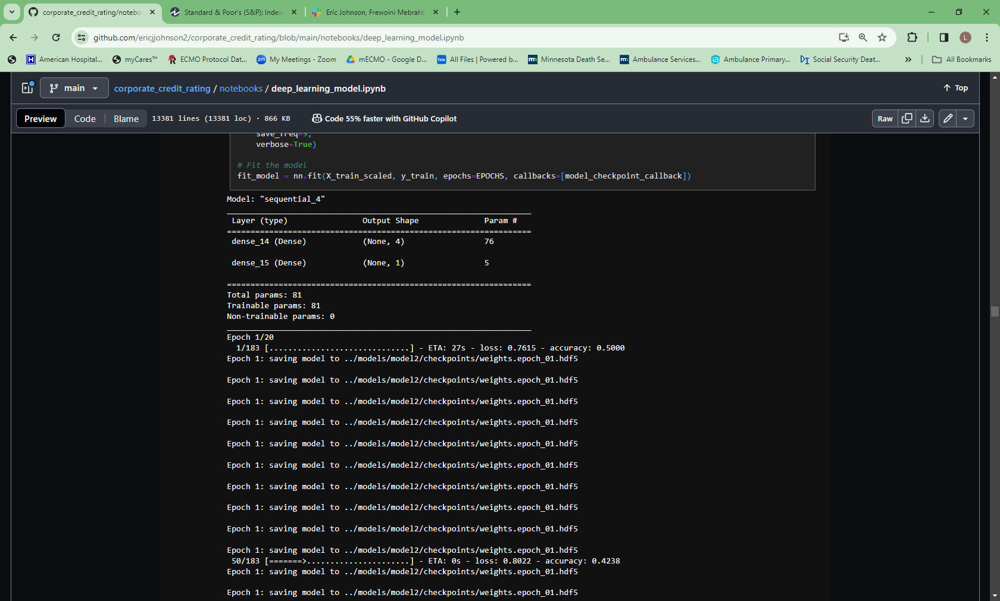 corporate_credit_rating/notebo
Standard & Poor's (S&P): Indexe
Eric Johnson, Frewoini Mebraht
github.com/ericjjohnson2/corporate_credit_rating/blob/main/notebooks/deep_learning_model.ipynb
L
American Hospital...
myCares™
ECMO Protocol Dat...
My Meetings - Zoom
mECMO - Google D...
All Files | Powered b...
Minnesota Death Se...
Ambulance Services...
Ambulance Primary...
Social Security Deat...
All Bookmarks
main
corporate_credit_rating / notebooks / deep_learning_model.ipynb
Top
Preview
Code
Blame
13381 lines (13381 loc) · 866 KB
Code 55% faster with GitHub Copilot
Raw
save_freq=5,
verbose=True)
# Fit the model
fit_model = nn.fit(X_train_scaled, y_train, epochs=EPOCHS, callbacks=[model_checkpoint_callback])
Model: "sequential_4"
_________________________________________________________________
Layer (type) Output Shape Param #
=================================================================
dense_14 (Dense) (None, 4) 76
dense_15 (Dense) (None, 1) 5
=================================================================
Total params: 81
Trainable params: 81
Non-trainable params: 0
_________________________________________________________________
Epoch 1/20
1/183 [..............................] - ETA: 27s - loss: 0.7615 - accuracy: 0.5000
Epoch 1: saving model to ../models/model2/checkpoints/weights.epoch_01.hdf5
Epoch 1: saving model to ../models/model2/checkpoints/weights.epoch_01.hdf5
Epoch 1: saving model to ../models/model2/checkpoints/weights.epoch_01.hdf5
Epoch 1: saving model to ../models/model2/checkpoints/weights.epoch_01.hdf5
Epoch 1: saving model to ../models/model2/checkpoints/weights.epoch_01.hdf5
Epoch 1: saving model to ../models/model2/checkpoints/weights.epoch_01.hdf5
Epoch 1: saving model to ../models/model2/checkpoints/weights.epoch_01.hdf5
Epoch 1: saving model to ../models/model2/checkpoints/weights.epoch_01.hdf5
Epoch 1: saving model to ../models/model2/checkpoints/weights.epoch_01.hdf5
Epoch 1: saving model to ../models/model2/checkpoints/weights.epoch_01.hdf5
50/183 [=======>......................] - ETA: 0s - loss: 0.8022 - accuracy: 0.4238
Epoch 1: saving model to ../models/model2/checkpoints/weights.epoch_01.hdf5
Epoch 1: saving model to ../models/model2/checkpoints/weights.epoch_01.hdf5